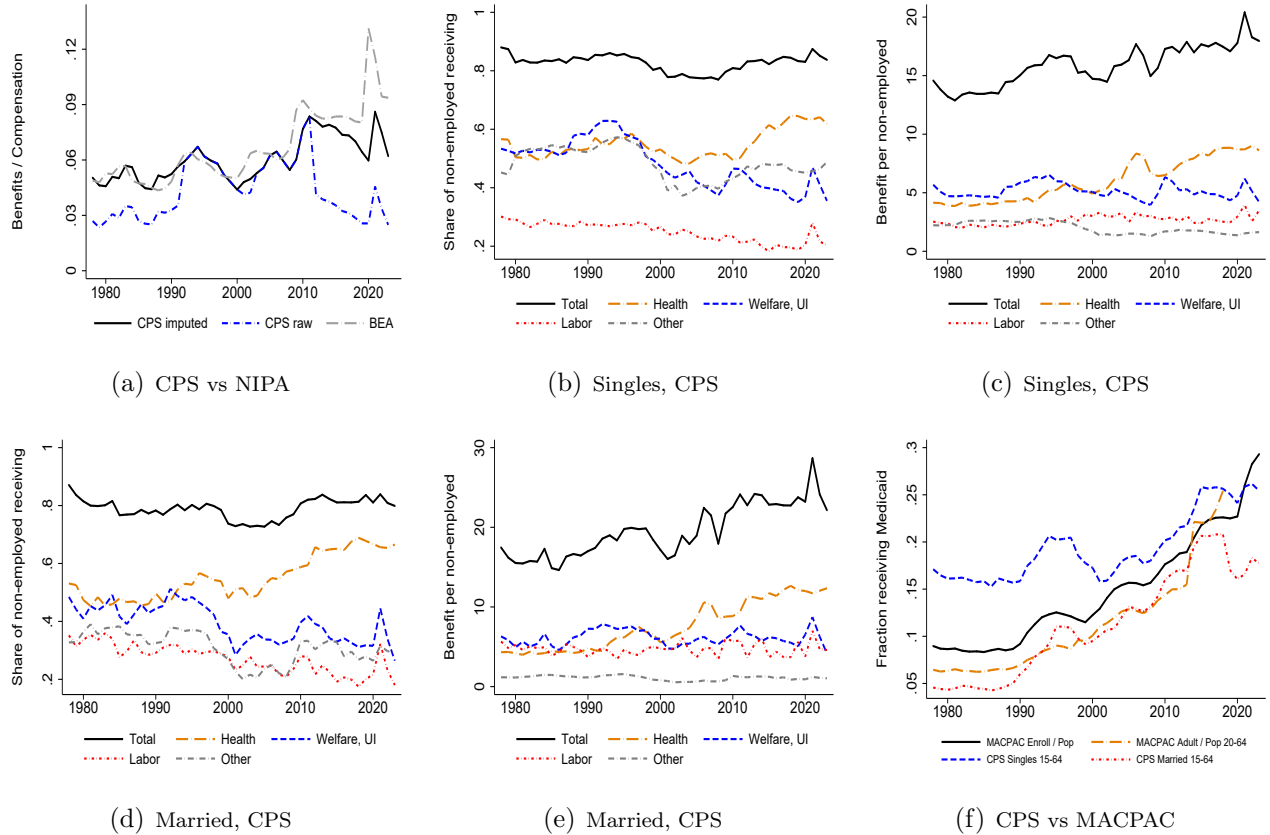 Benefits / Compensation
.12
.09
.06
.03
0
1980 1990 2000 2010 2020
CPS imputed CPS raw BEA
(a) CPS vs NIPA
Share of non-employed receiving
1
.8
.6
.4
.2
1980 1990 2000 2010 2020
Total Health Welfare, UI
Labor Other
(b) Singles, CPS
Benefit per non-employed
20
15
10
5
0
1980 1990 2000 2010 2020
Total Health Welfare, UI
Labor Other
(c) Singles, CPS
Share of non-employed receiving
1
.8
.6
.4
.2
1980 1990 2000 2010 2020
Total Health Welfare, UI
Labor Other
(d) Married, CPS
Benefit per non-employed
30
20
10
0
1980 1990 2000 2010 2020
Total Health Welfare, UI
Labor Other
(e) Married, CPS
Fraction receiving Medicaid
.3
.25
.2
.15
.1
.05
1980 1990 2000 2010 2020
MACPAC Enroll / Pop MACPAC Adult / Pop 20-64
CPS Singles 15-64 CPS Married 15-64
(f) CPS vs MACPAC